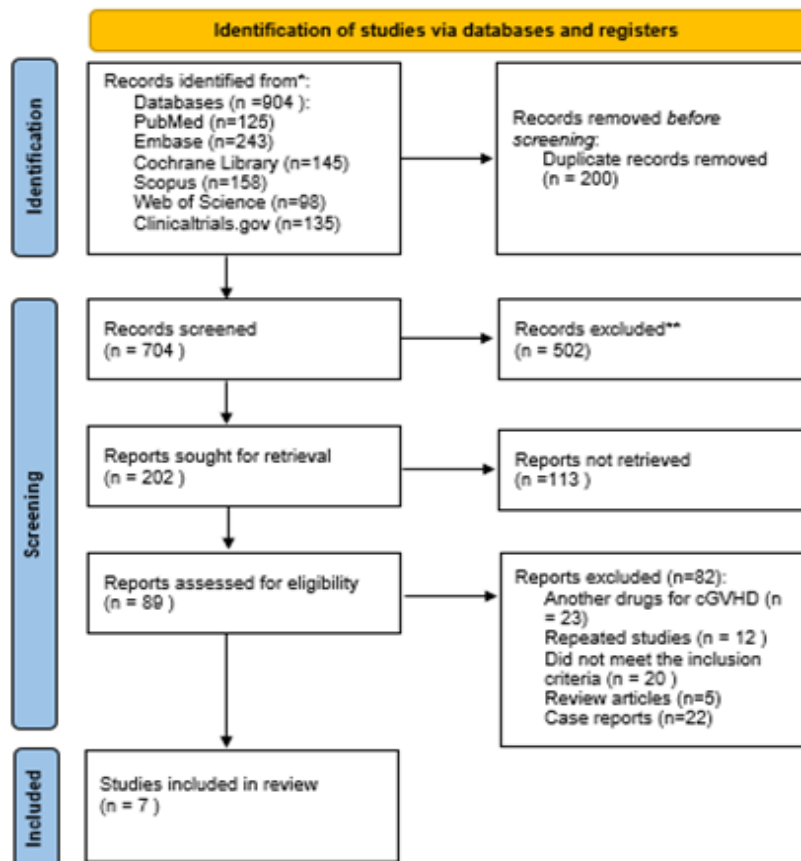 Identification of studies via databases and registers
Identification
Records identified from*:
Databases (n =904 ):
PubMed (n=125)
Embase (n=243)
Cochrane Library (n=145)
Scopus (n=158)
Web of Science (n=98)
Clinicaltrials.gov (n=135)
Records removed before
screening:
Duplicate records removed
(n = 200)
Screening
Records screened
(n = 704 )
Records excluded**
(n = 502)
Reports sought for retrieval
(n = 202 )
Reports not retrieved
(n =113 )
Reports assessed for eligibility
(n = 89 )
Reports excluded (n=82):
Another drugs for cGVHD (n
= 23)
Repeated studies (n = 12 )
Did not meet the inclusion
criteria (n = 20 )
Review articles (n=5)
Case reports (n=22)
Included
Studies included in review
(n = 7 )